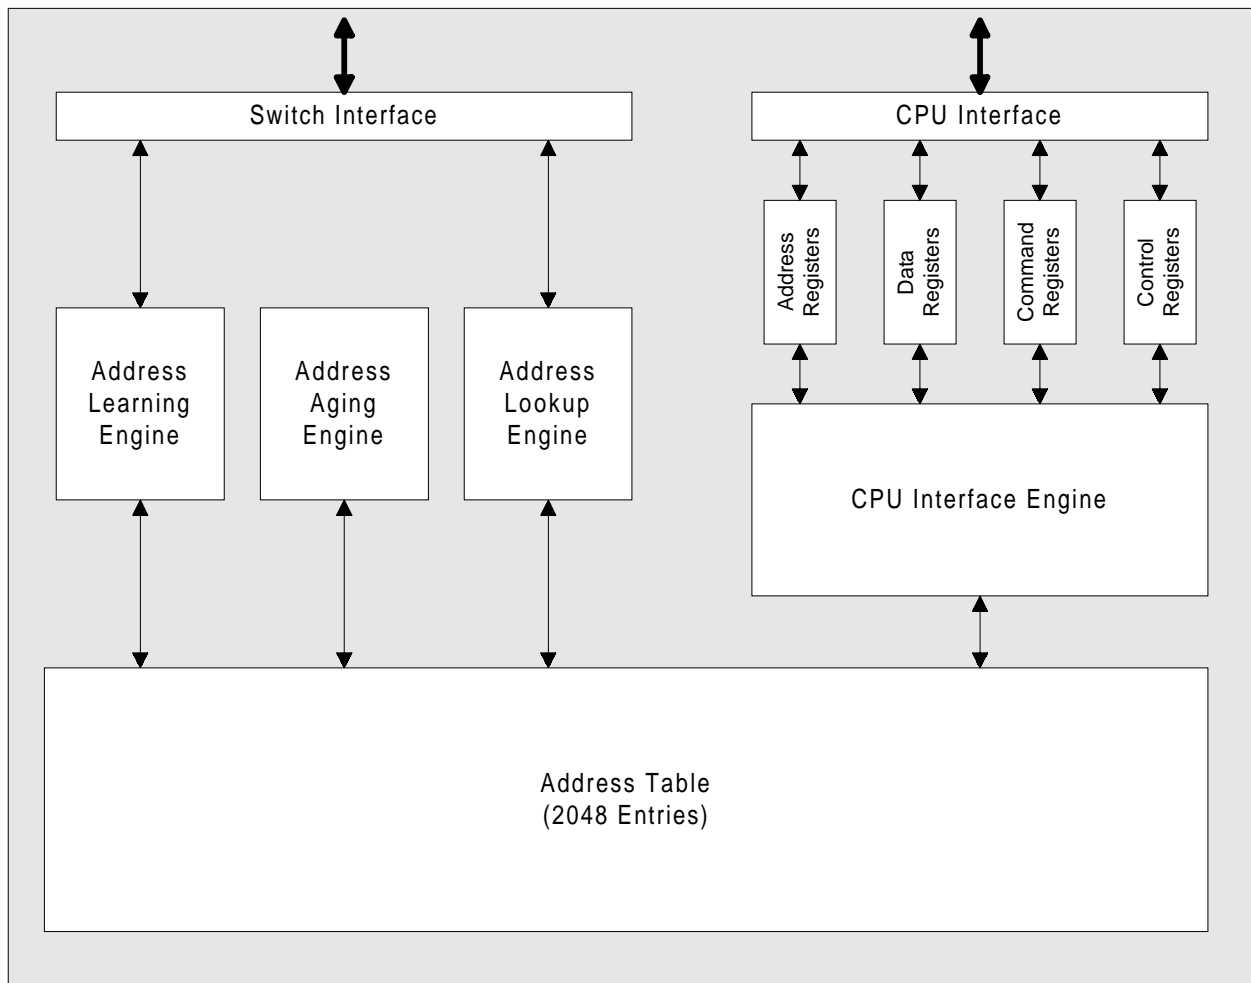 Switch Interface
CPU Interface
Address
Registers
Data
Registers
Command
Registers
Control
Registers
Address
Learning
Engine
Address
Aging
Engine
Address
Lookup
Engine
CPU Interface Engine
Address Table
(2048 Entries)